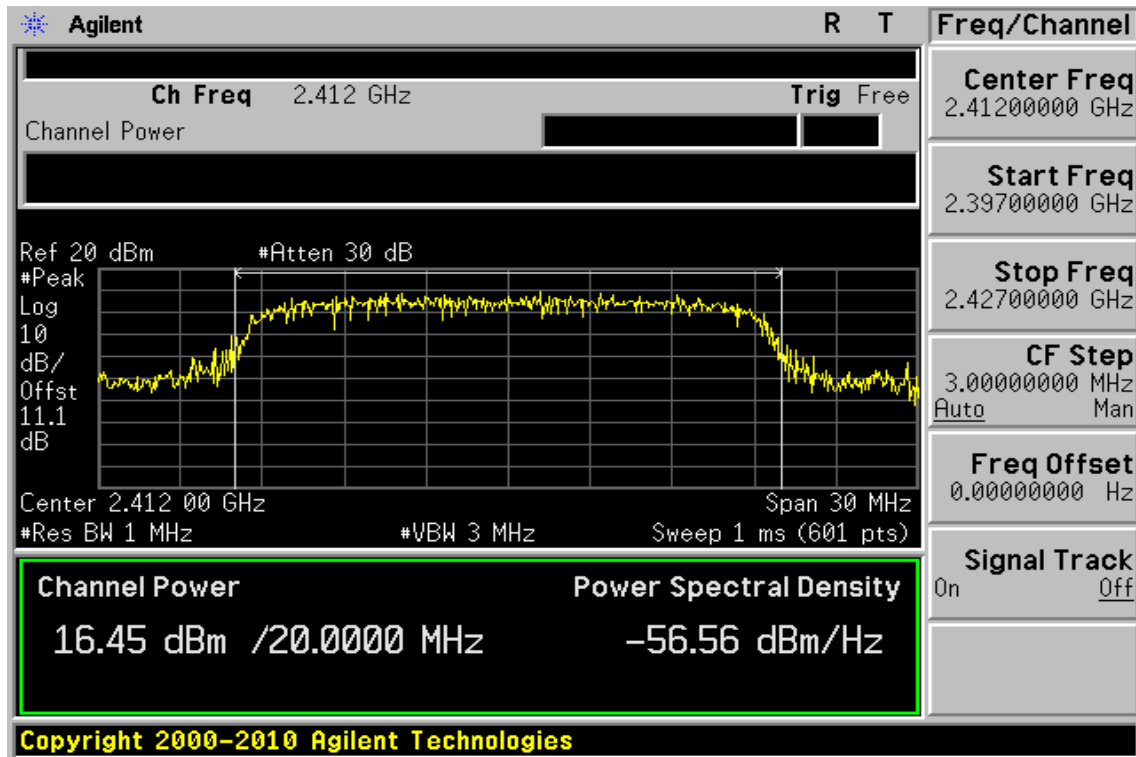 Agilent R T
Ch Freq 2.412 GHz Trig Free
Channel Power
Ref 20 dBm #Atten 30 dB
#Peak
Log
10
dB/
Offst
11.1
dB
Center 2.412 00 GHz Span 30 MHz
#Res BW 1 MHz #VBW 3 MHz Sweep 1 ms (601 pts)
Channel Power Power Spectral Density
16.45 dBm /20.0000 MHz -56.56 dBm/Hz
Copyright 2000-2010 Agilent Technologies
Freq/Channel
Center Freq
2.41200000 GHz
Start Freq
2.39700000 GHz
Stop Freq
2.42700000 GHz
CF Step
3.00000000 MHz
Auto Man
Freq Offset
0.00000000 Hz
Signal Track
On Off